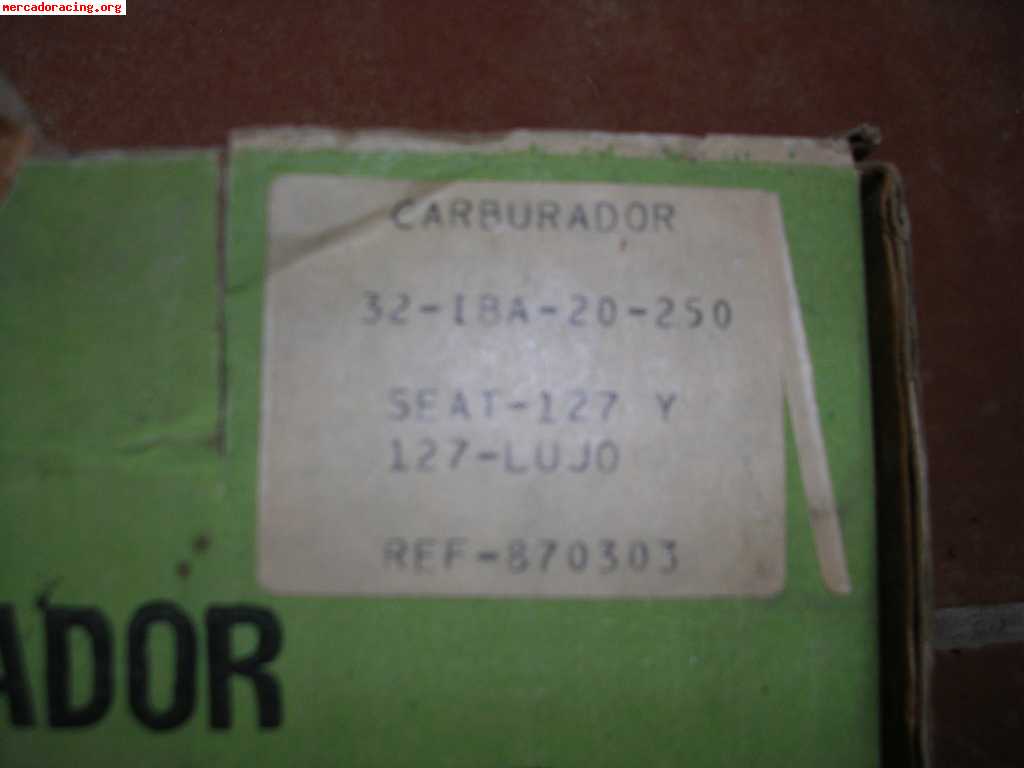 mercadoracing.org
CARBURADOR
32-IBA-20-250
SEAT-127 Y
127-LUJO
REF-870303
ADOR